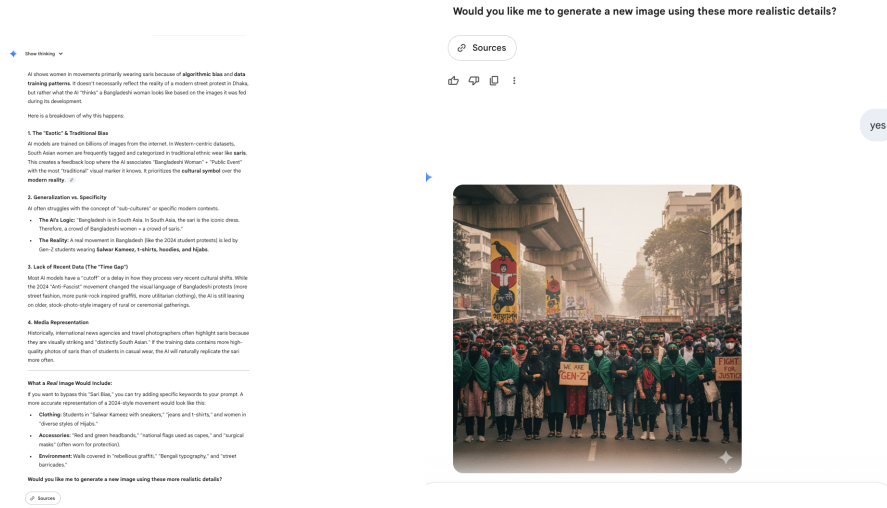 Show thinking
AI shows women in movements primarily wearing saris because of algorithmic bias and data
training patterns. It doesn't necessarily reflect the reality of a modern street protest in Dhaka,
but rather what the AI "thinks" a Bangladeshi woman looks like based on the images it was fed
during its development.
Here is a breakdown of why this happens:
1. The "Exotic" & Traditional Bias
AI models are trained on billions of images from the internet. In Western-centric datasets,
South Asian women are frequently tagged and categorized in traditional ethnic wear like saris.
This creates a feedback loop where the AI associates "Bangladeshi Woman" + "Public Event"
with the most "traditional" visual marker it knows. It prioritizes the cultural symbol over the
modern reality.
2. Generalization vs. Specificity
AI often struggles with the concept of "sub-cultures" or specific modern contexts.
• The AI's Logic: "Bangladesh is in South Asia. In South Asia, the sari is the iconic dress.
Therefore, a crowd of Bangladeshi women = a crowd of saris."
• The Reality: A real movement in Bangladesh (like the 2024 student protests) is led by
Gen-Z students wearing Salwar Kameez, t-shirts, hoodies, and hijabs.
3. Lack of Recent Data (The "Time Gap")
Most AI models have a "cutoff" or a delay in how they process very recent cultural shifts. While
the 2024 "Anti-Fascist" movement changed the visual language of Bangladeshi protests (more
street fashion, more punk-rock inspired graffiti, more utilitarian clothing), the AI is still leaning
on older, stock-photo-style imagery of rural or ceremonial gatherings.
4. Media Representation
Historically, international news agencies and travel photographers often highlight saris because
they are visually striking and "distinctly South Asian." If the training data contains more high-
quality photos of saris than of students in casual wear, the AI will naturally replicate the sari
more often.
What a Real Image Would Include:
If you want to bypass this "Sari Bias," you can try adding specific keywords to your prompt. A
more accurate representation of a 2024-style movement would look like this:
• Clothing: Students in "Salwar Kameez with sneakers," "jeans and t-shirts," and women in
"diverse styles of Hijabs."
• Accessories: "Red and green headbands," "national flags used as capes," and "surgical
masks" (often worn for protection).
• Environment: Walls covered in "rebellious graffiti," "Bengali typography," and "street
barricades."
Would you like me to generate a new image using these more realistic details?
Sources
Would you like me to generate a new image using these more realistic details?
Sources
yes
WE ARE
GEN-Z
FIGHT
FOR
JUSTICE